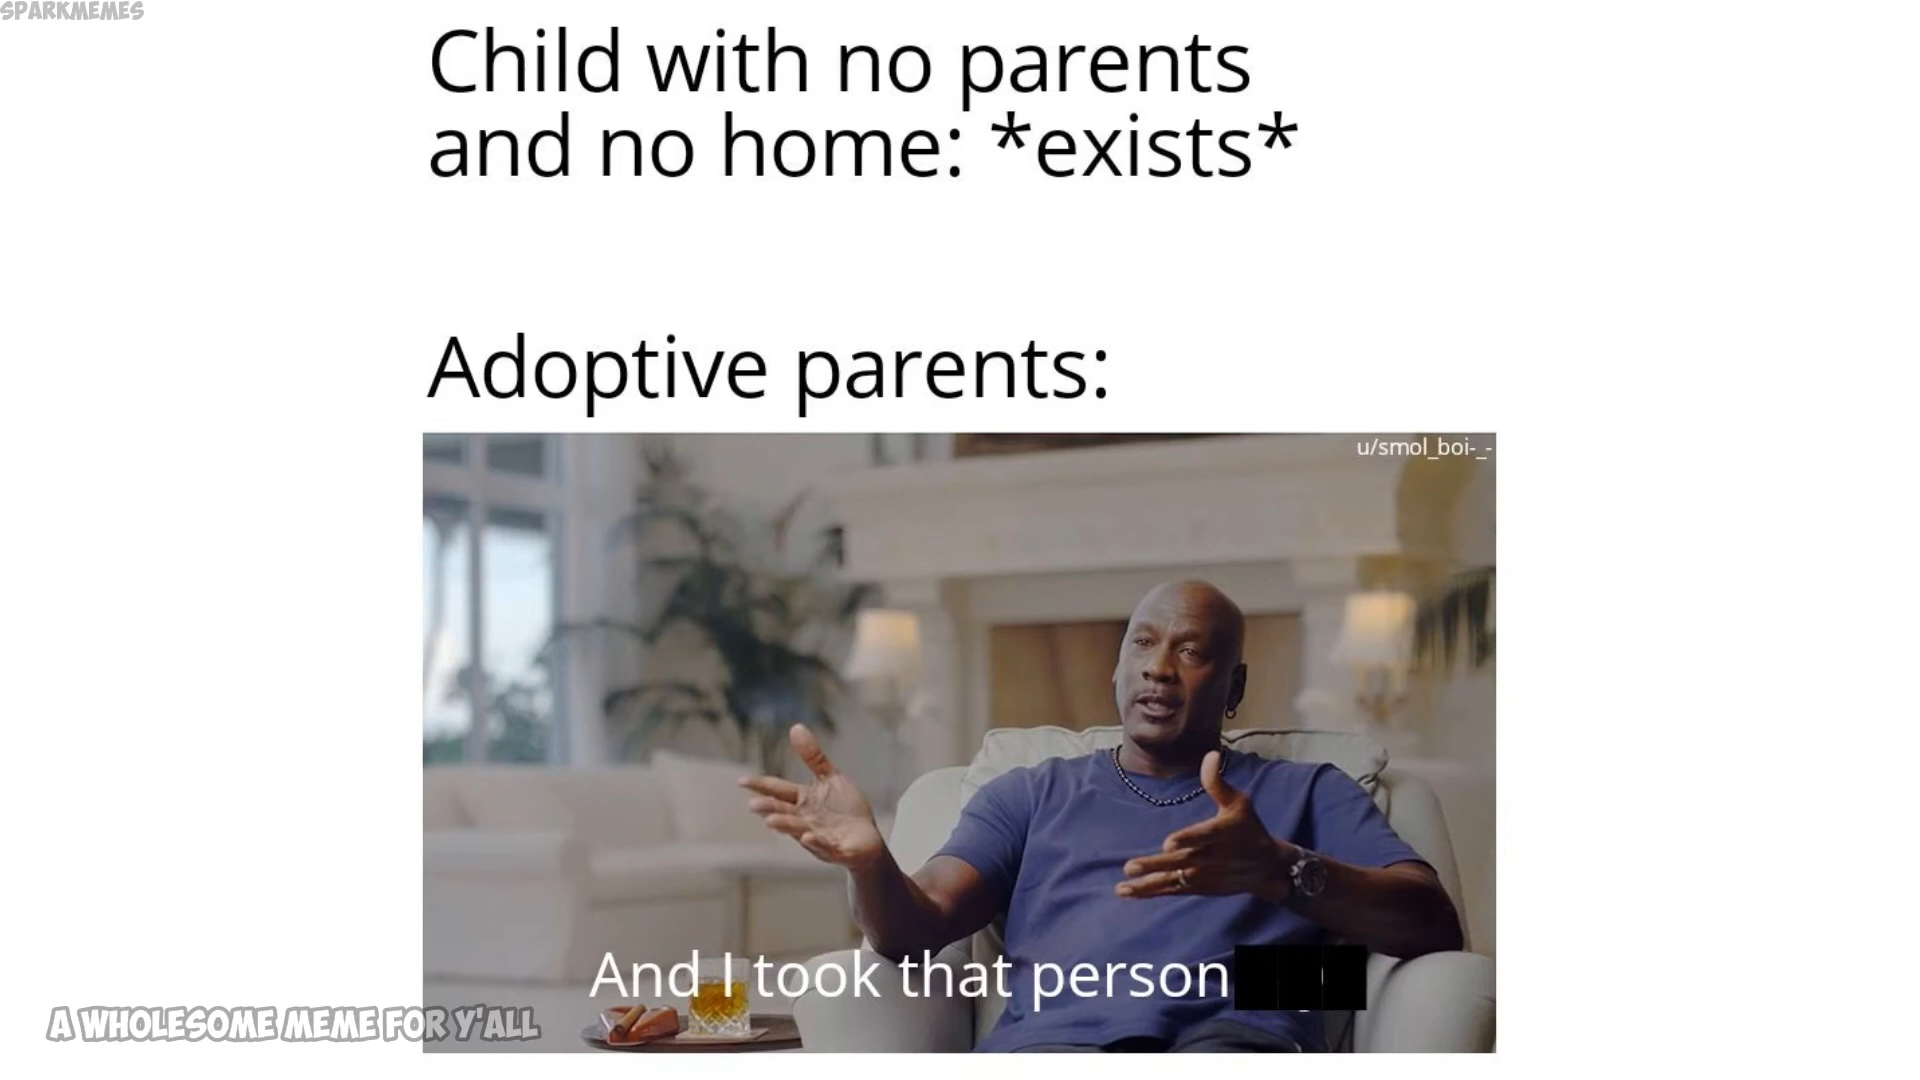 SPARKMEMES
Child with no parents
and no home: *exists*
Adoptive parents:
u/smol_boi-_-
And I took that person
A WHOLESOME MEME FOR Y'ALL